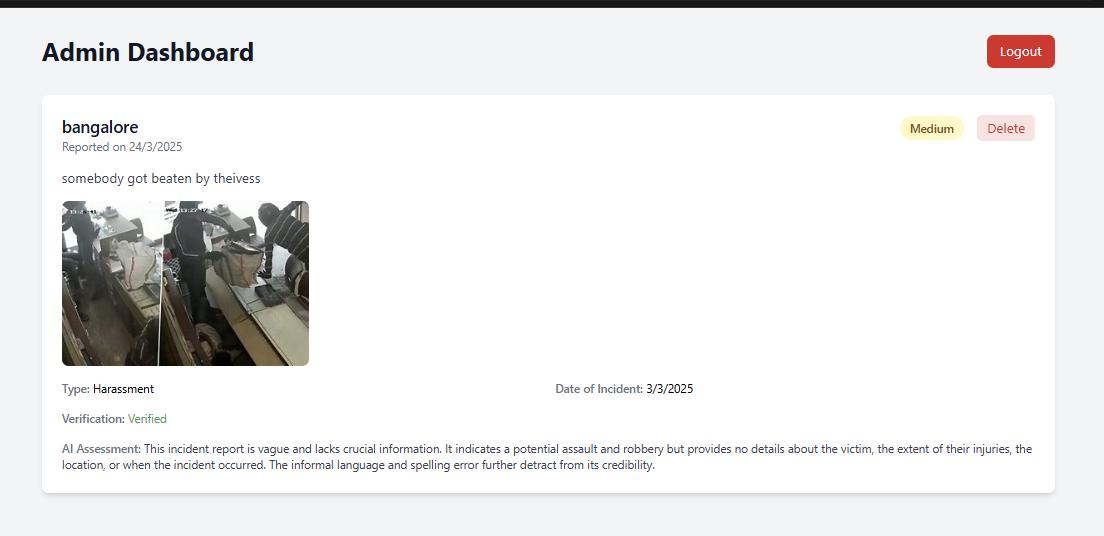 Admin Dashboard
Logout
bangalore
Medium
Delete
Reported on 24/3/2025
somebody got beaten by theivess
Type: Harassment
Date of Incident: 3/3/2025
Verification: Verified
AI Assessment: This incident report is vague and lacks crucial information. It indicates a potential assault and robbery but provides no details about the victim, the extent of their injuries, the
location, or when the incident occurred. The informal language and spelling error further detract from its credibility.